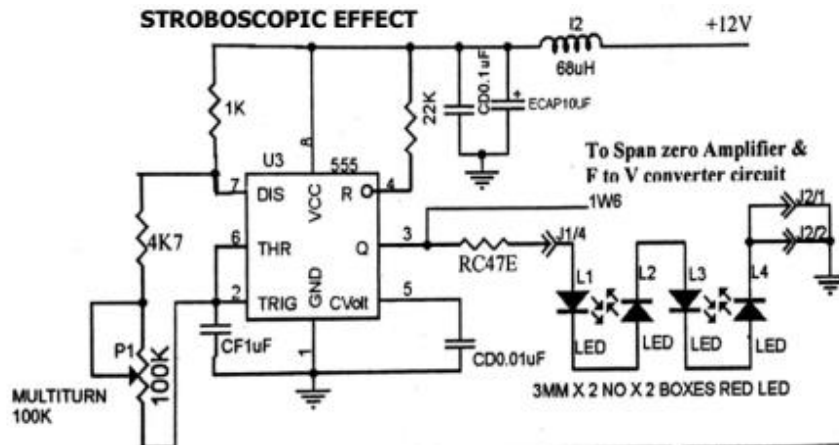 STROBOSCOPIC EFFECT
I2
+12V
68uH
1K
22K
CD0.1uF
+
ECAP10UF
8
U3
555
To Span zero Amplifier &
F to V converter circuit
7
DIS
VCC
R
4
1W6
J2/1
4K7
6
THR
Q
3
J1/4
J2/2
RC47E
L1
L2
L3
L4
2
TRIG
GND
CVolt
5
P1
100K
CF1uF
1
CD0.01uF
LED
LED
LED
LED
MULTITURN
100K
3MM X 2 NO X 2 BOXES RED LED